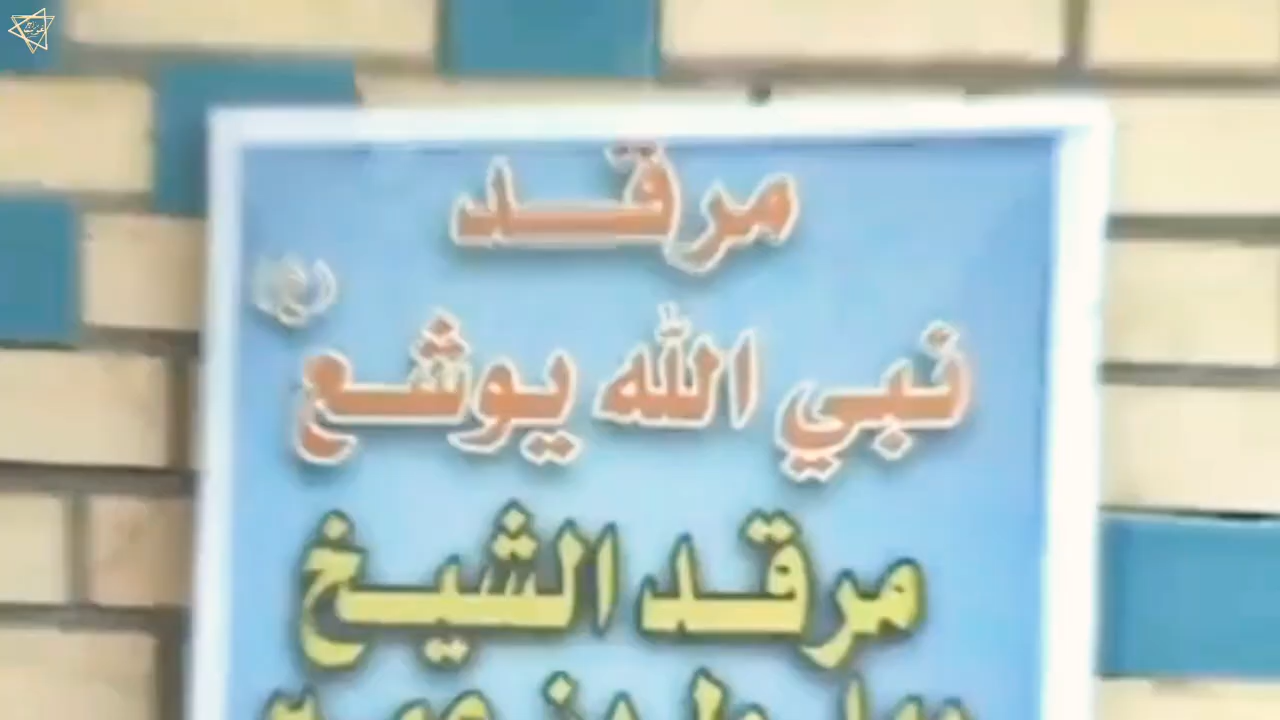 مرقد
نبي الله يوشع
مرقد الشيخ